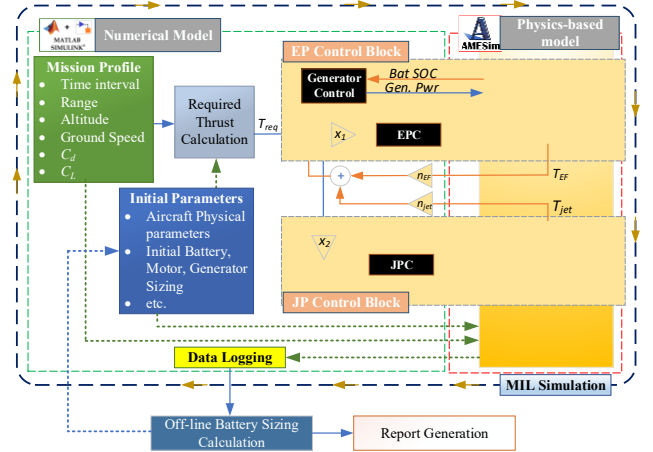 MATLAB
SIMULINK®
Numerical Model
AMESim
Physics-based
model
EP Control Block
Mission Profile
Time interval
Range
Altitude
Ground Speed
Cd
CL
Required
Thrust
Calculation
Treq
Generator
Control
Bat SOC
Gen. Pwr
x1
EPC
nEF
TEF
njet
Tjet
Initial Parameters
Aircraft Physical
parameters
Initial Battery,
Motor, Generator
Sizing
etc.
x2
JPC
JP Control Block
Data Logging
MIL Simulation
Off-line Battery Sizing
Calculation
Report Generation